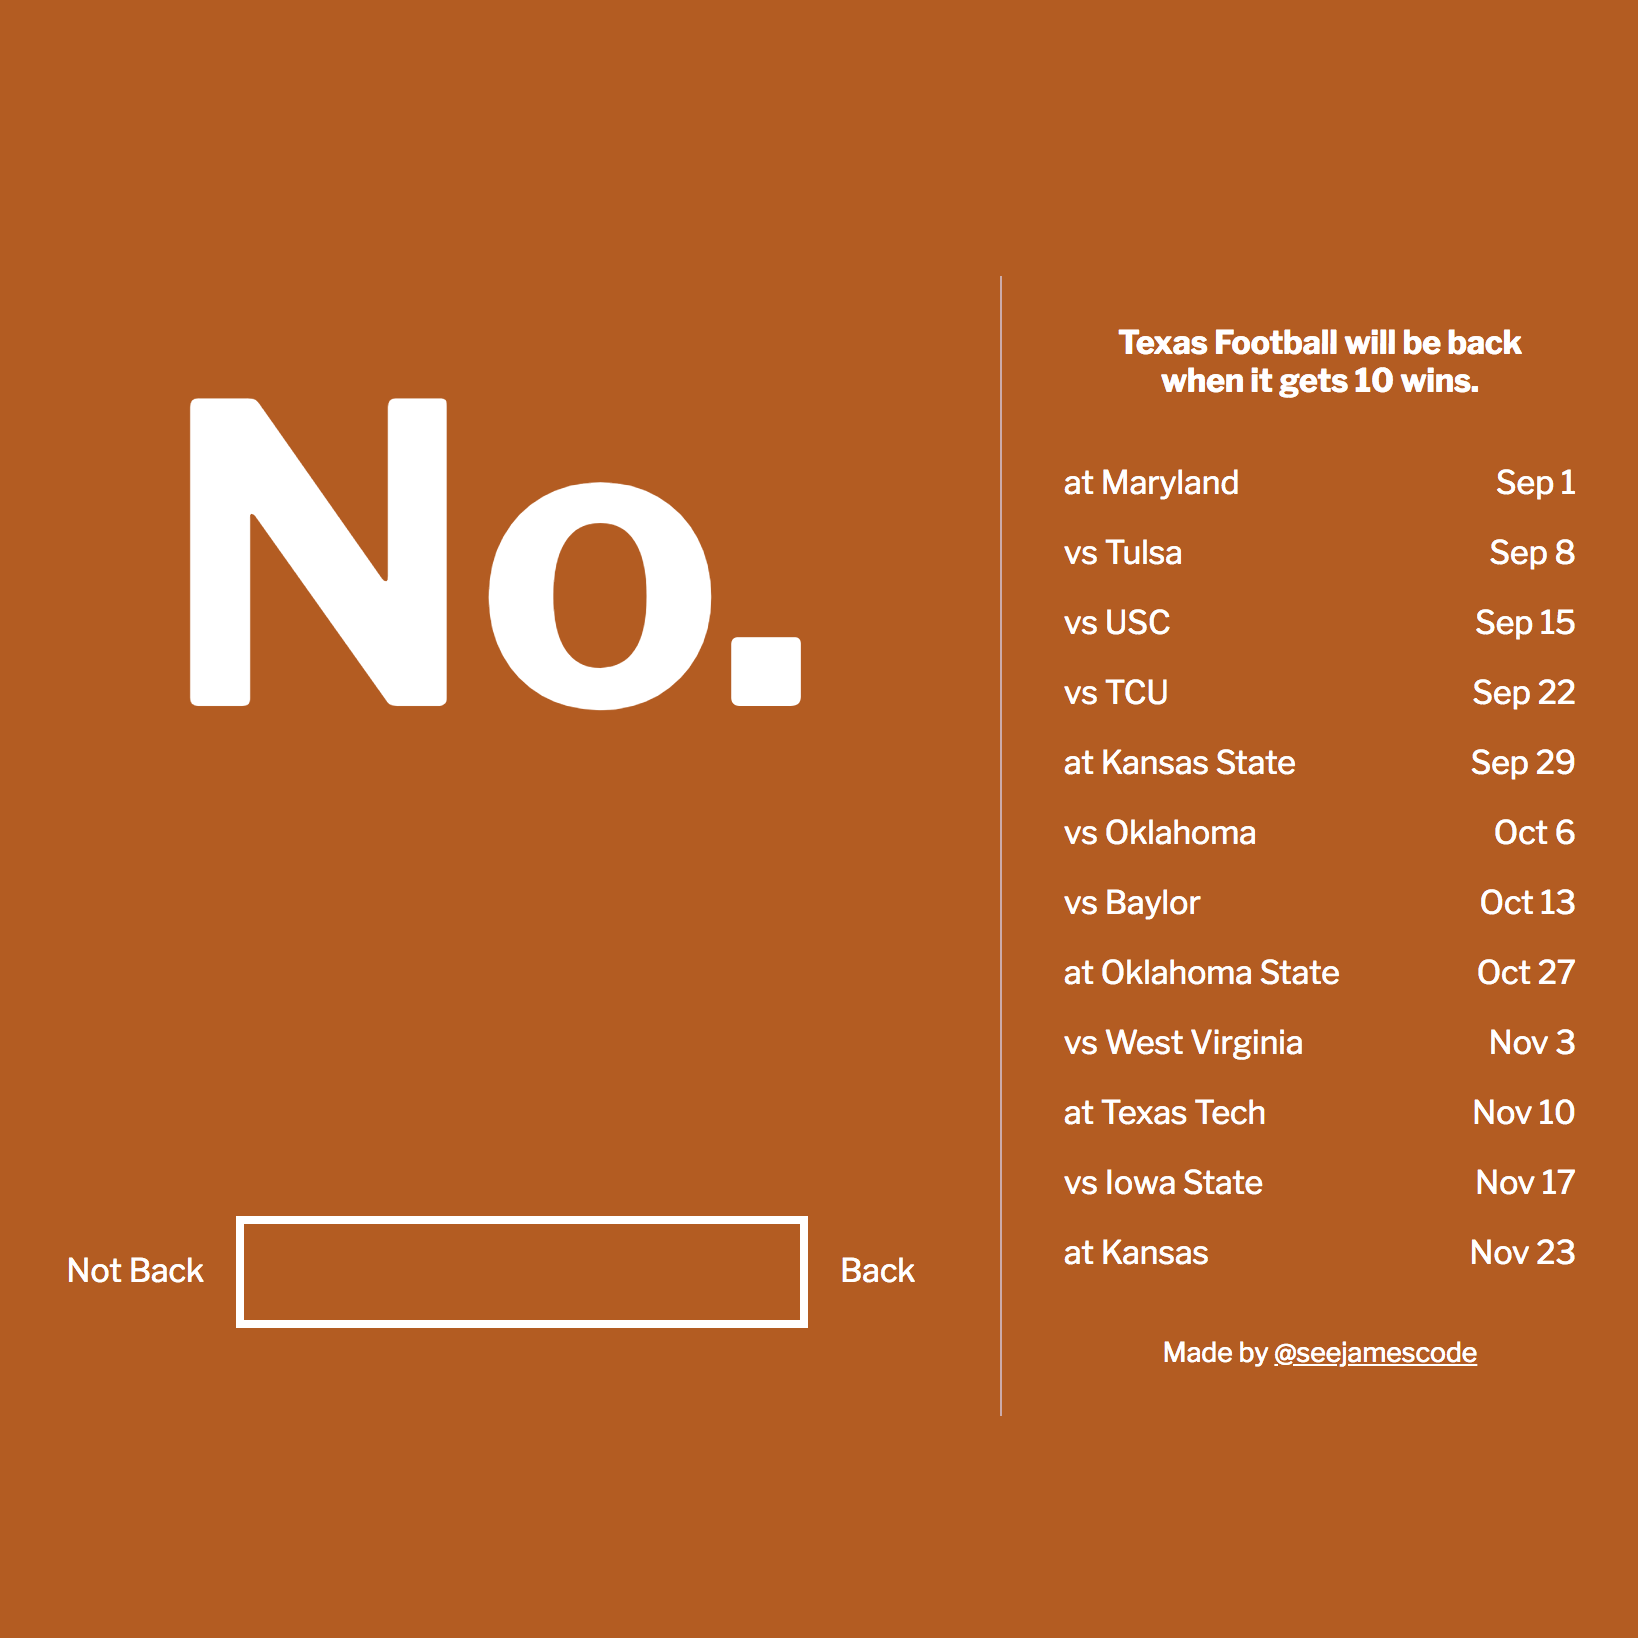 No.
Not Back
Back
Texas Football will be back
when it gets 10 wins.
at Maryland Sep 1
vs Tulsa Sep 8
vs USC Sep 15
vs TCU Sep 22
at Kansas State Sep 29
vs Oklahoma Oct 6
vs Baylor Oct 13
at Oklahoma State Oct 27
vs West Virginia Nov 3
at Texas Tech Nov 10
vs Iowa State Nov 17
at Kansas Nov 23
Made by @seejamescode